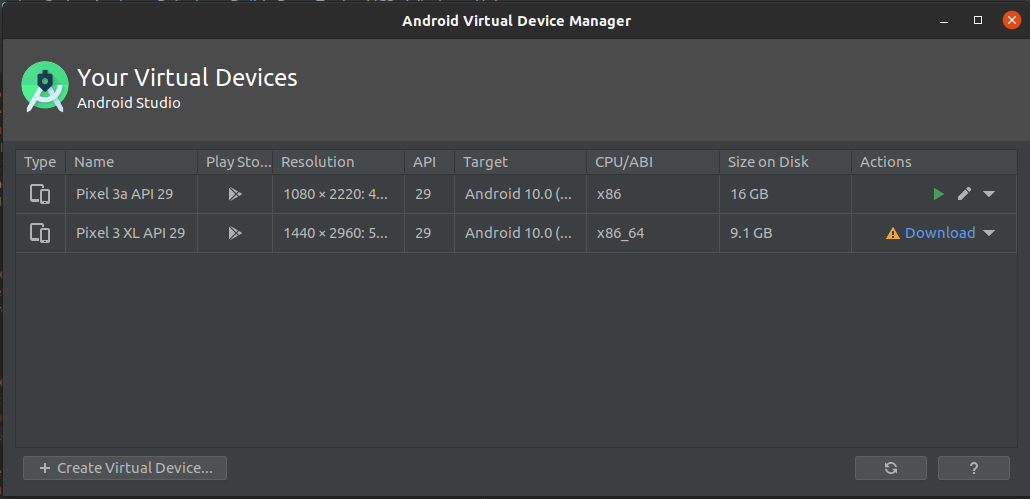 Android Virtual Device Manager
Your Virtual Devices
Android Studio
Type Name Play Sto... Resolution API Target CPU/ABI Size on Disk Actions
Pixel 3a API 29 1080 × 2220: 4... 29 Android 10.0 (... x86 16 GB
Pixel 3 XL API 29 1440 × 2960: 5... 29 Android 10.0 (... x86_64 9.1 GB Download
+ Create Virtual Device... ?